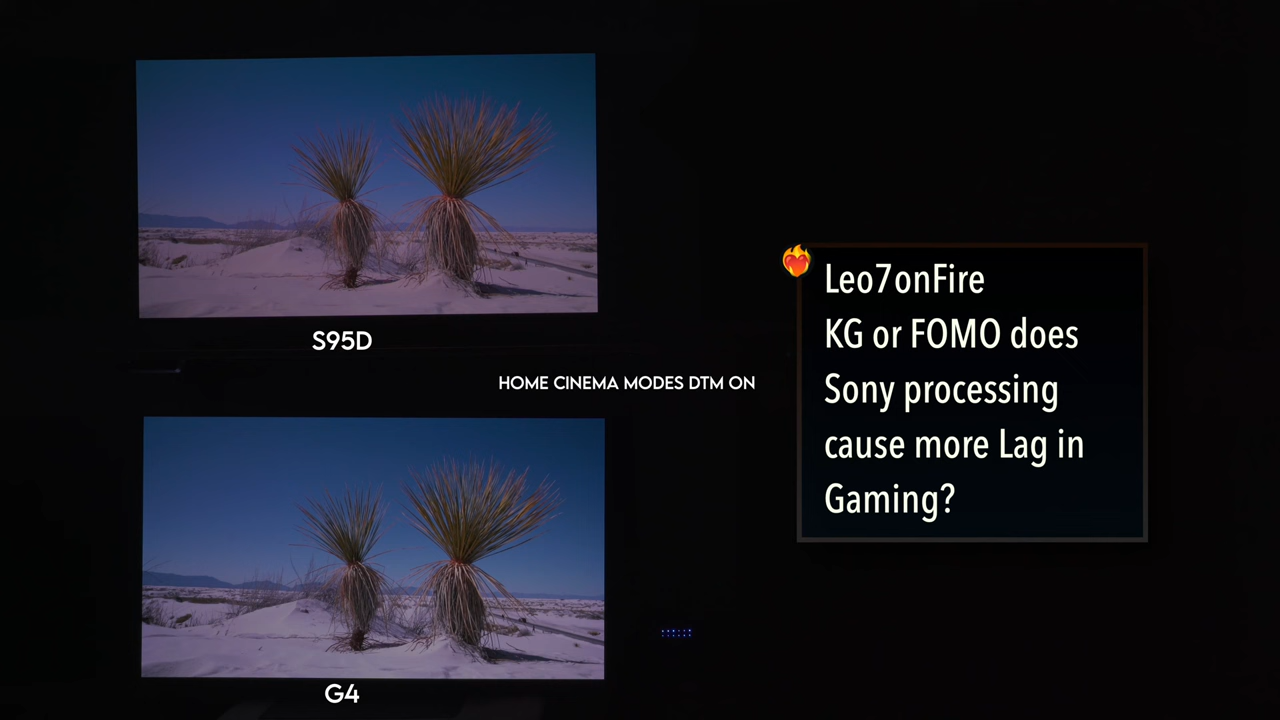 S95D
HOME CINEMA MODES DTM ON
G4
Leo7onFire
KG or FOMO does
Sony processing
cause more Lag in
Gaming?